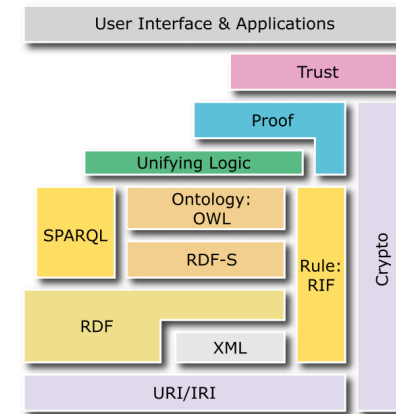 User Interface & Applications
Trust
Proof
Unifying Logic
Ontology:
OWL
SPARQL
RDF-S
Rule:
RIF
Crypto
RDF
XML
URI/IRI